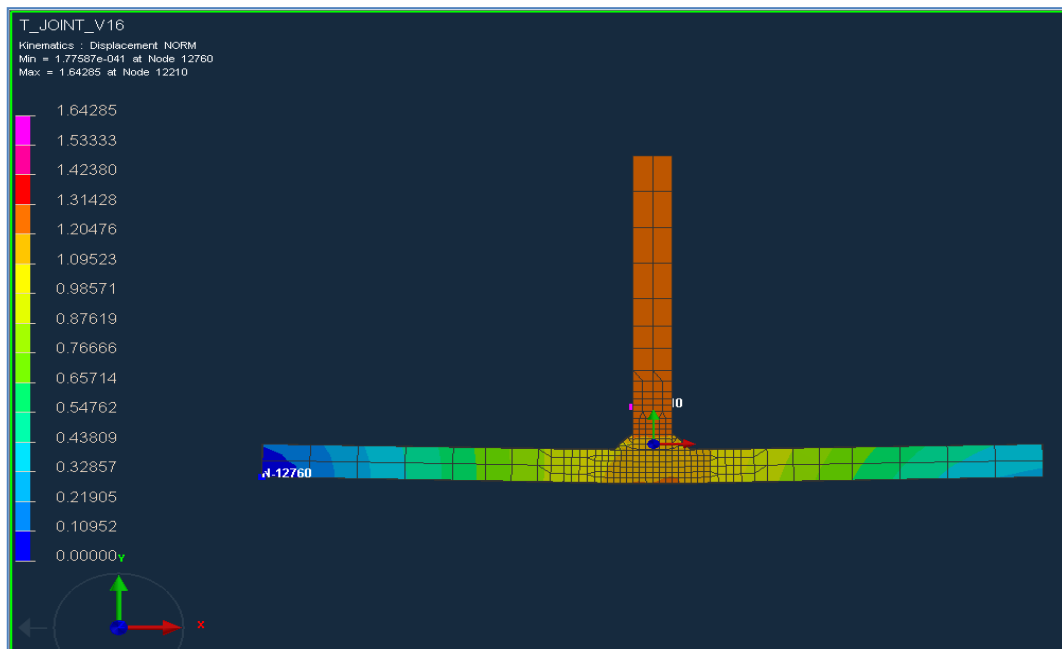 T_JOINT_V16
Kinematics : Displacement NORM
Min = 1.77587e-041 at Node 12760
Max = 1.64285 at Node 12210
1.64285
1.53333
1.42380
1.31428
1.20476
1.09523
0.98571
0.87619
0.76666
0.65714
0.54762
0.43809
0.32857
0.21905
0.10952
0.00000
N-12760
Y
X